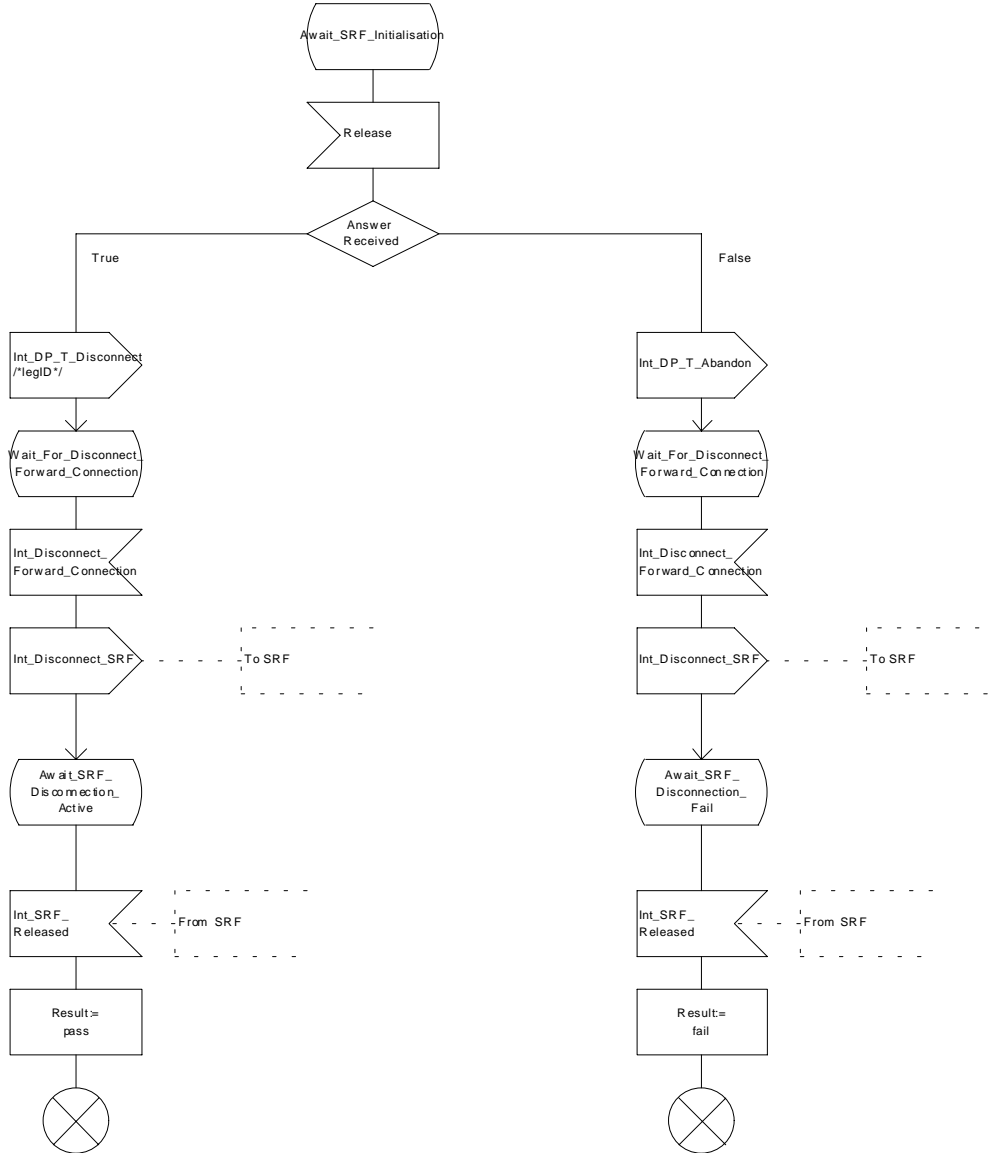 Await_SRF_Initialisation
Release
Answer
Received
True
False
Int_DP_T_Disconnect
/*legID*/
Int_DP_T_Abandon
Wait_For_Disconnect_
Forward_Connection
Wait_For_Disconnect_
Forward_Connection
Int_Disconnect_
Forward_Connection
Int_Disconnect_
Forward_Connection
Int_Disconnect_SRF
To SRF
Int_Disconnect_SRF
To SRF
Await_SRF_
Disconnection_
Active
Await_SRF_
Disconnection_
Fail
Int_SRF_
Released
From SRF
Int_SRF_
Released
From SRF
Result:=
pass
Result:=
fail